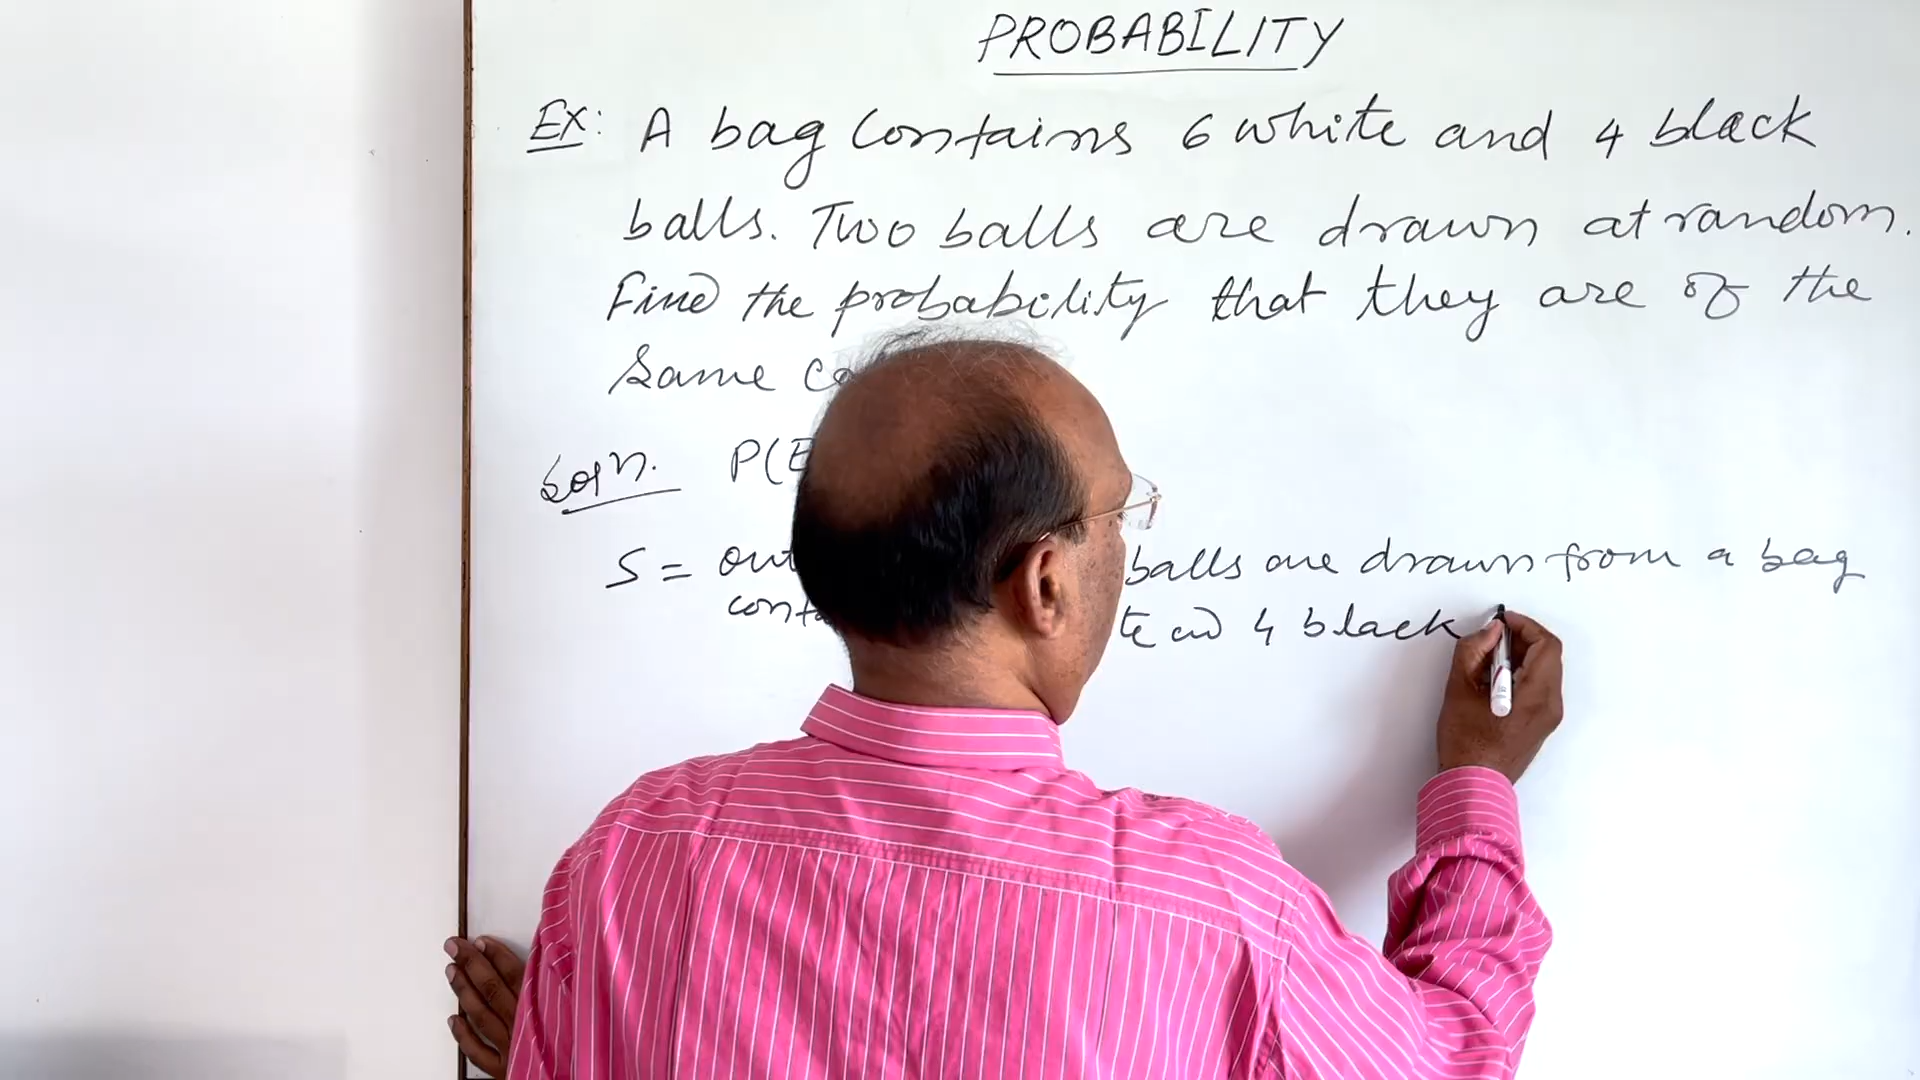 PROBABILITY
Ex: A bag contains 6 white and 4 black
balls. Two balls are drawn at random.
Find the probability that they are of the
same
Soln. P(E
S = balls are drawn from a bag
and 4 black